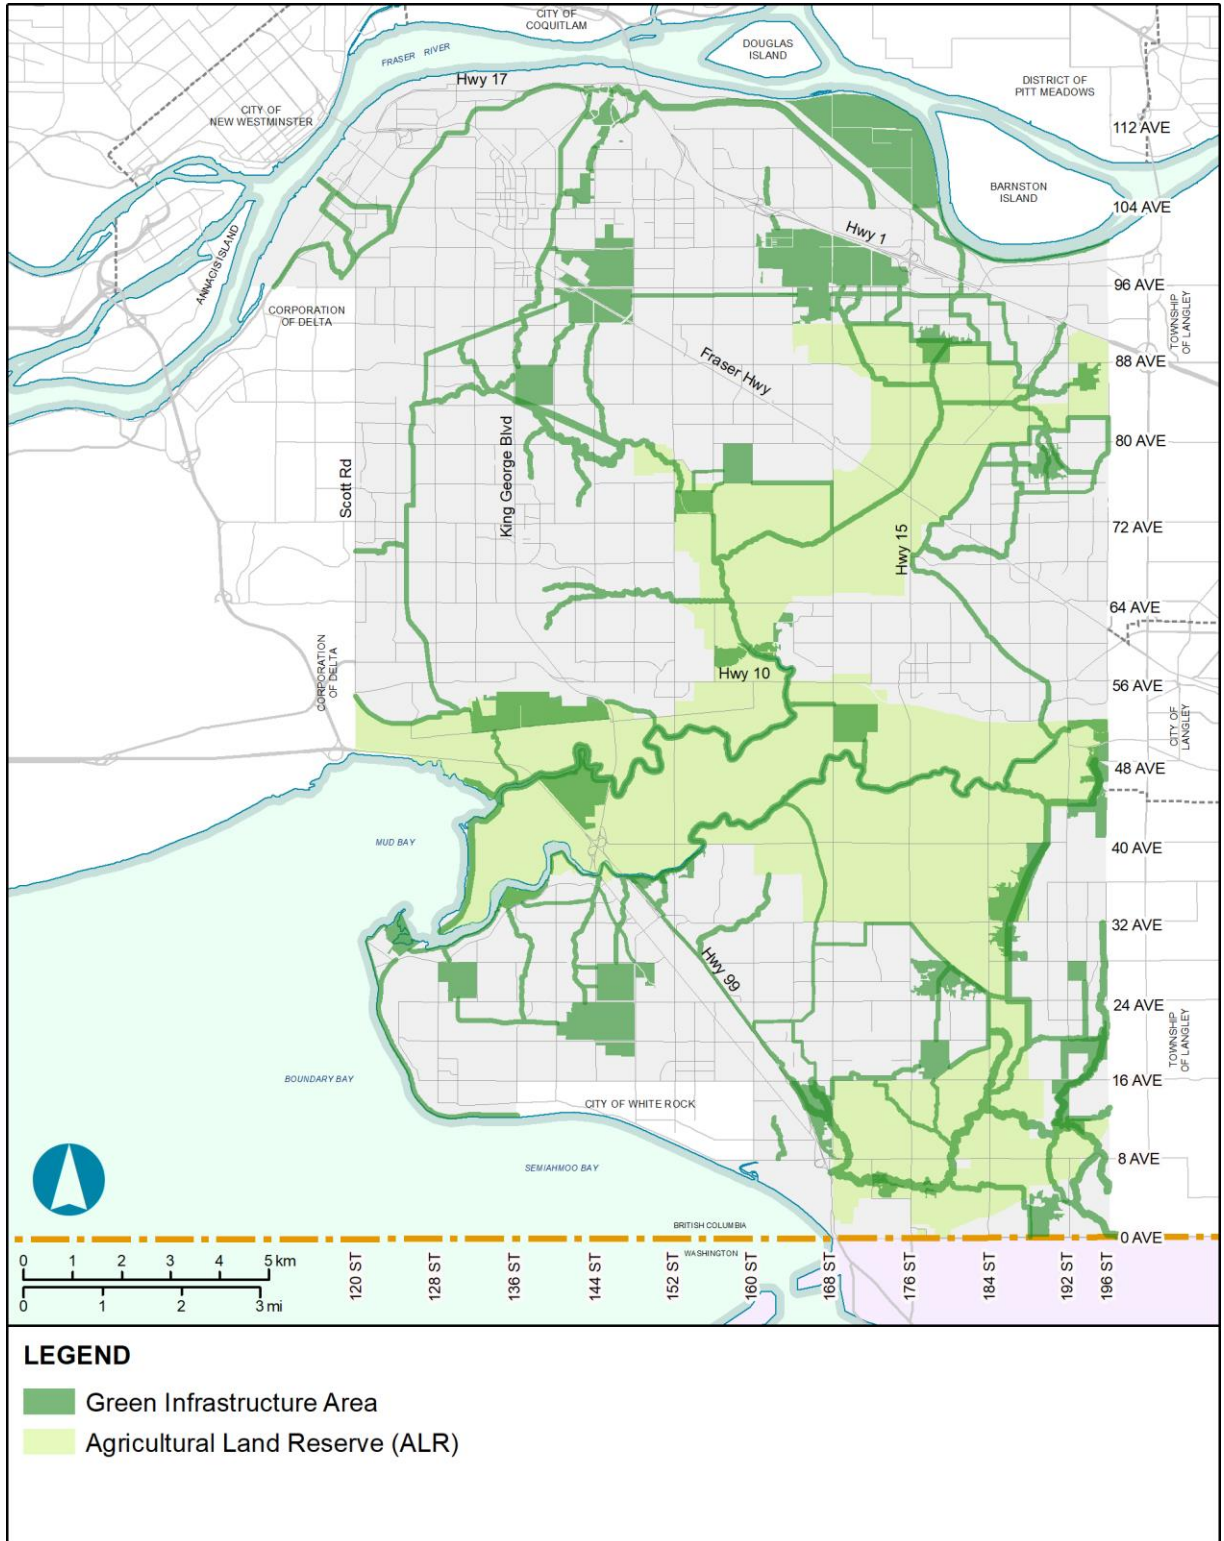 CITY OF
COQUITLAM
FRASER RIVER
DOUGLAS
ISLAND
Hwy 17
DISTRICT OF
PITT MEADOWS
CITY OF
NEW WESTMINSTER
112 AVE
BARNSTON
ISLAND
104 AVE
Hwy 1
ANNACIS ISLAND
96 AVE
CORPORATION
OF DELTA
TOWNSHIP
OF LANGLEY
88 AVE
Fraser Hwy
80 AVE
King George Blvd
Scott Rd
72 AVE
Hwy 15
64 AVE
CORPORATION
OF DELTA
Hwy 10
56 AVE
CITY OF
LANGLEY
48 AVE
MUD BAY
40 AVE
32 AVE
Hwy 99
24 AVE
TOWNSHIP
OF LANGLEY
BOUNDARY BAY
16 AVE
CITY OF WHITE ROCK
8 AVE
SEMIAHMOO BAY
BRITISH COLUMBIA
0 AVE
WASHINGTON
0 1 2 3 4 5 km
0 1 2 3 mi
120 ST
128 ST
136 ST
144 ST
152 ST
160 ST
168 ST
176 ST
184 ST
192 ST
196 ST
LEGEND
Green Infrastructure Area
Agricultural Land Reserve (ALR)